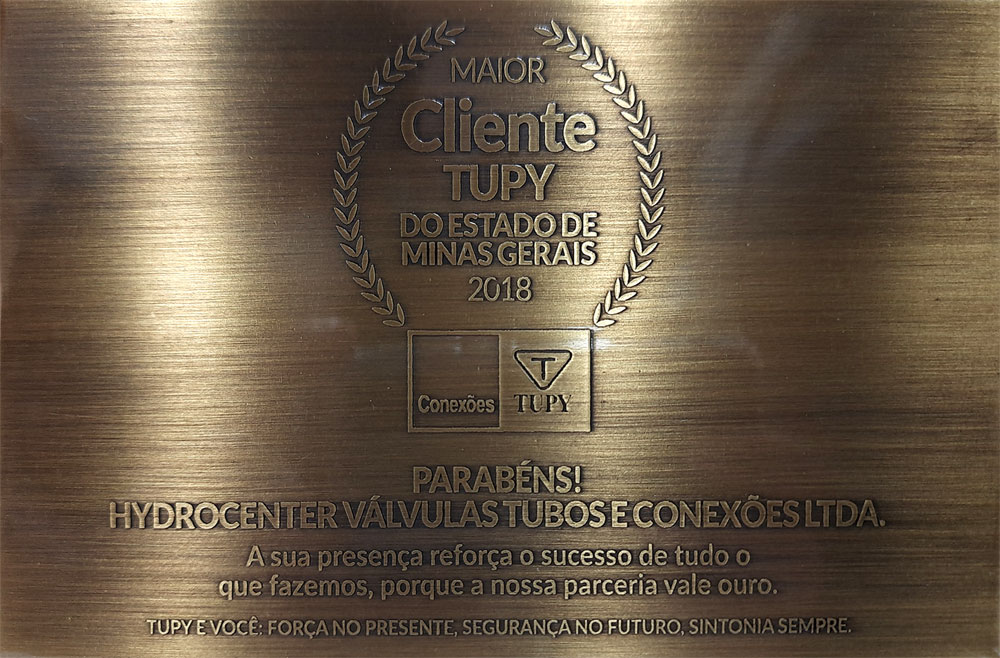 MAIOR
Cliente
TUPY
DO ESTADO DE
MINAS GERAIS
2018
Conexões
T
TUPY
PARABÉNS!
HYDROCENTER VÁLVULAS TUBOS E CONEXÕES LTDA.
A sua presença reforça o sucesso de tudo o
que fazemos, porque a nossa parceria vale ouro.
TUPY E VOCÊ: FORÇA NO PRESENTE, SEGURANÇA NO FUTURO, SINTONIA SEMPRE.